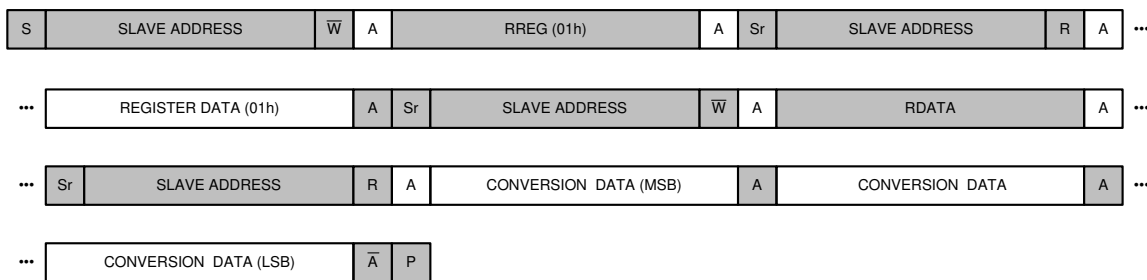 S SLAVE ADDRESS W̅ A RREG (01h) A Sr SLAVE ADDRESS R A •••
••• REGISTER DATA (01h) A Sr SLAVE ADDRESS W̅ A RDATA A •••
••• Sr SLAVE ADDRESS R A CONVERSION DATA (MSB) A CONVERSION DATA A •••
••• CONVERSION DATA (LSB) A̅ P